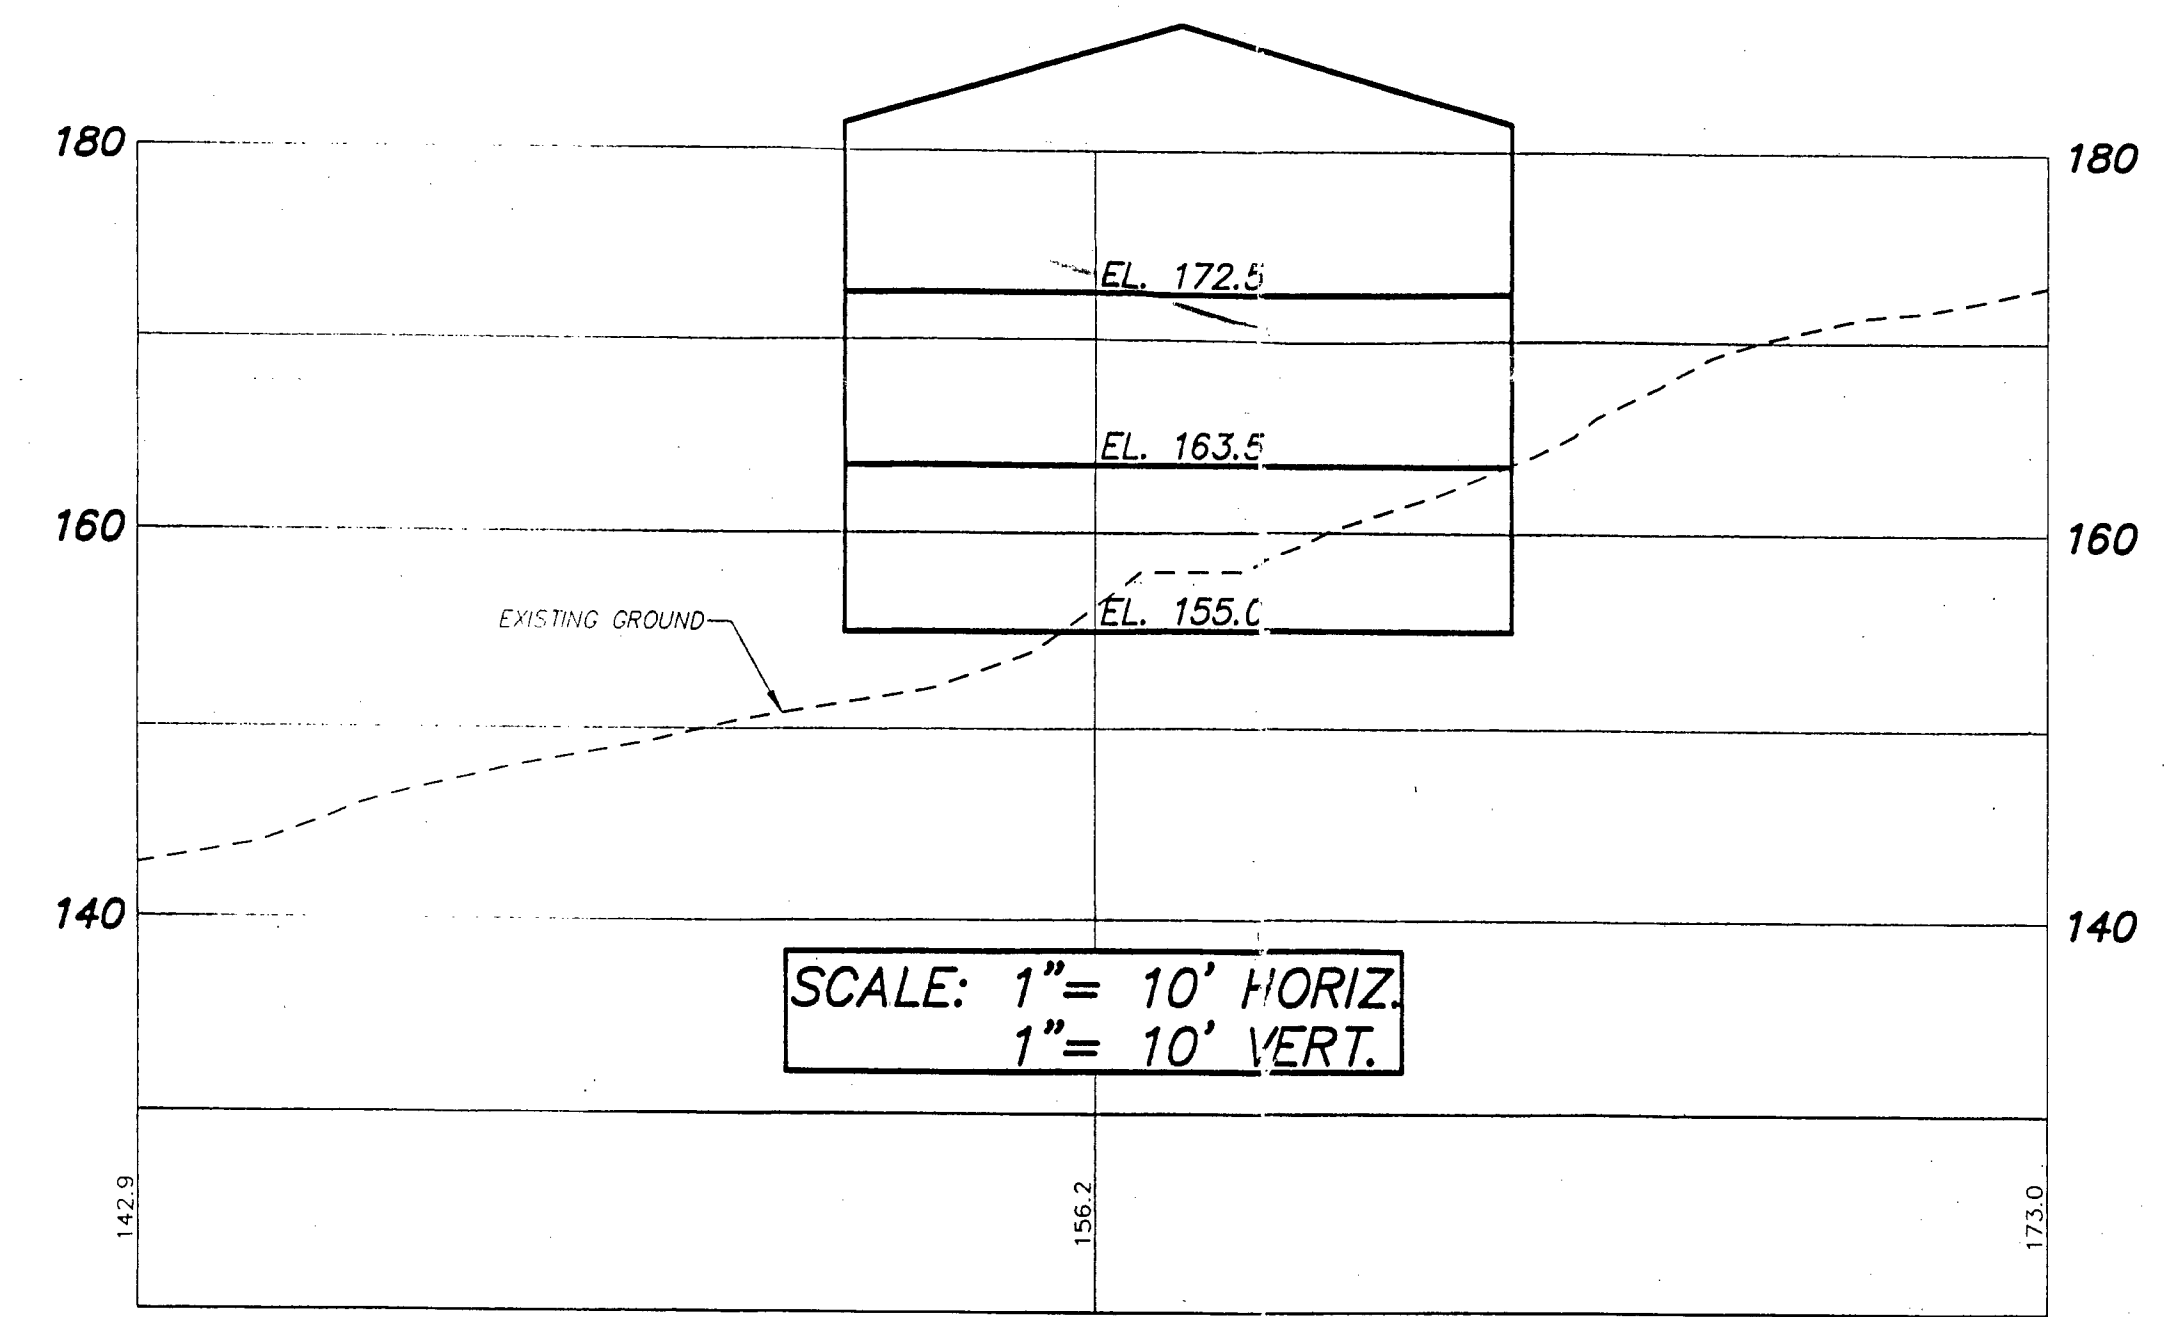 180
180
EL. 172.5
EL. 163.5
160
160
EL. 155.0
EXISTING GROUND
140
140
SCALE: 1”= 10’ HORIZ.
1”= 10’ VERT.
142.9
156.2
173.0